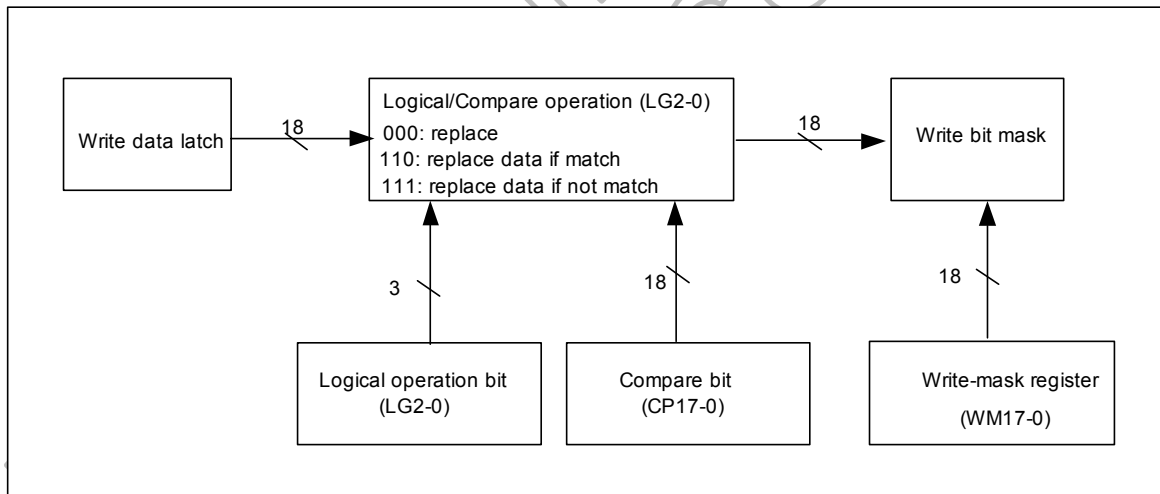 Write data latch
18
Logical/Compare operation (LG2-0)
000: replace
110: replace data if match
111: replace data if not match
18
Write bit mask
3
18
18
Logical operation bit
(LG2-0)
Compare bit
(CP17-0)
Write-mask register
(WM17-0)